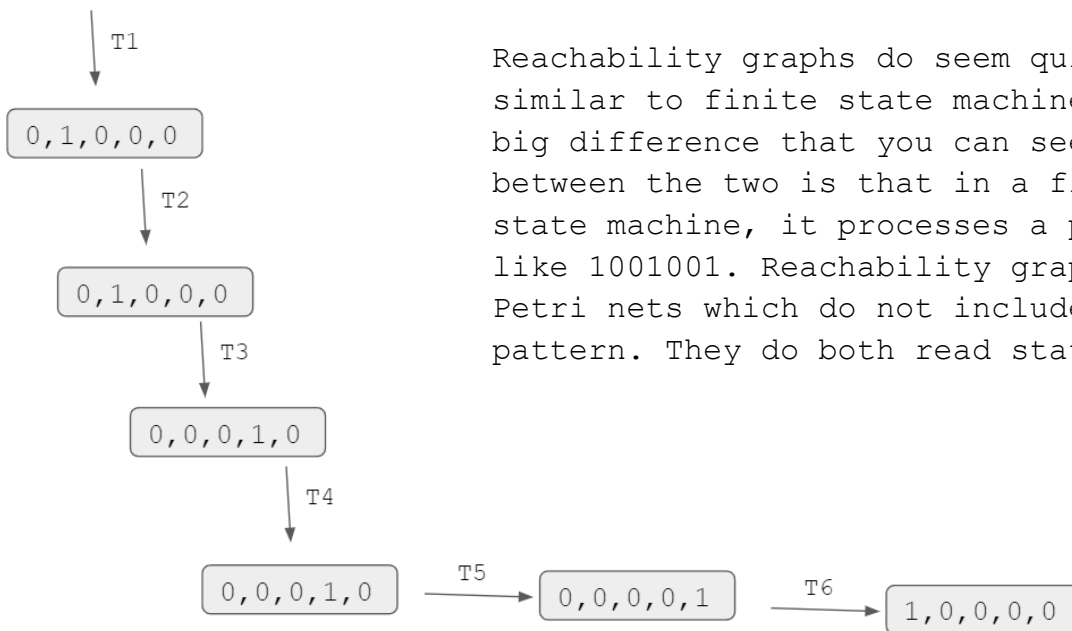 T1
Reachability graphs do seem
similar to finite state
0,1,0,0,0
big difference that you can
between the two is that in a
T2
state machine, it processes a
like 1001001. Reachability
0,1,0,0,0
Petri nets which do not
T3
pattern. They do both read
0,0,0,1,0
T4
0,0,0,1,0
T5
0,0,0,0,1
T6
1,0,0,0,0